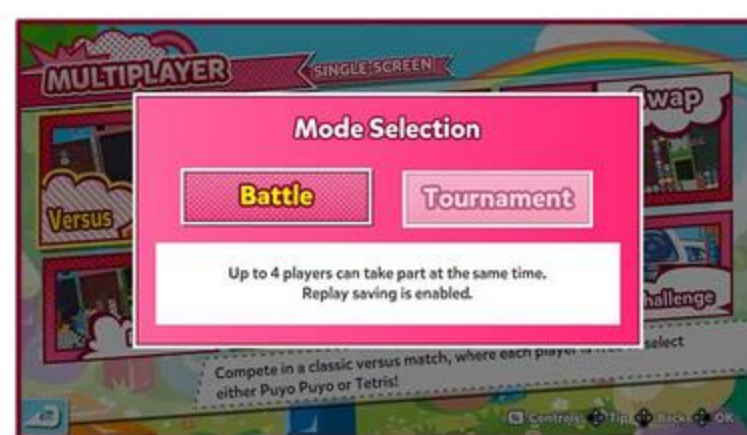 MULTIPLAYER
SINGLE-SCREEN
Swap
Mode Selection
Battle
Tournament
Versus
Up to 4 players can take part at the same time.
Replay saving is enabled.
Challenge
Compete in a classic versus match, where each player is free to select
either Puyo Puyo or Tetris!
Controls Tip Back OK